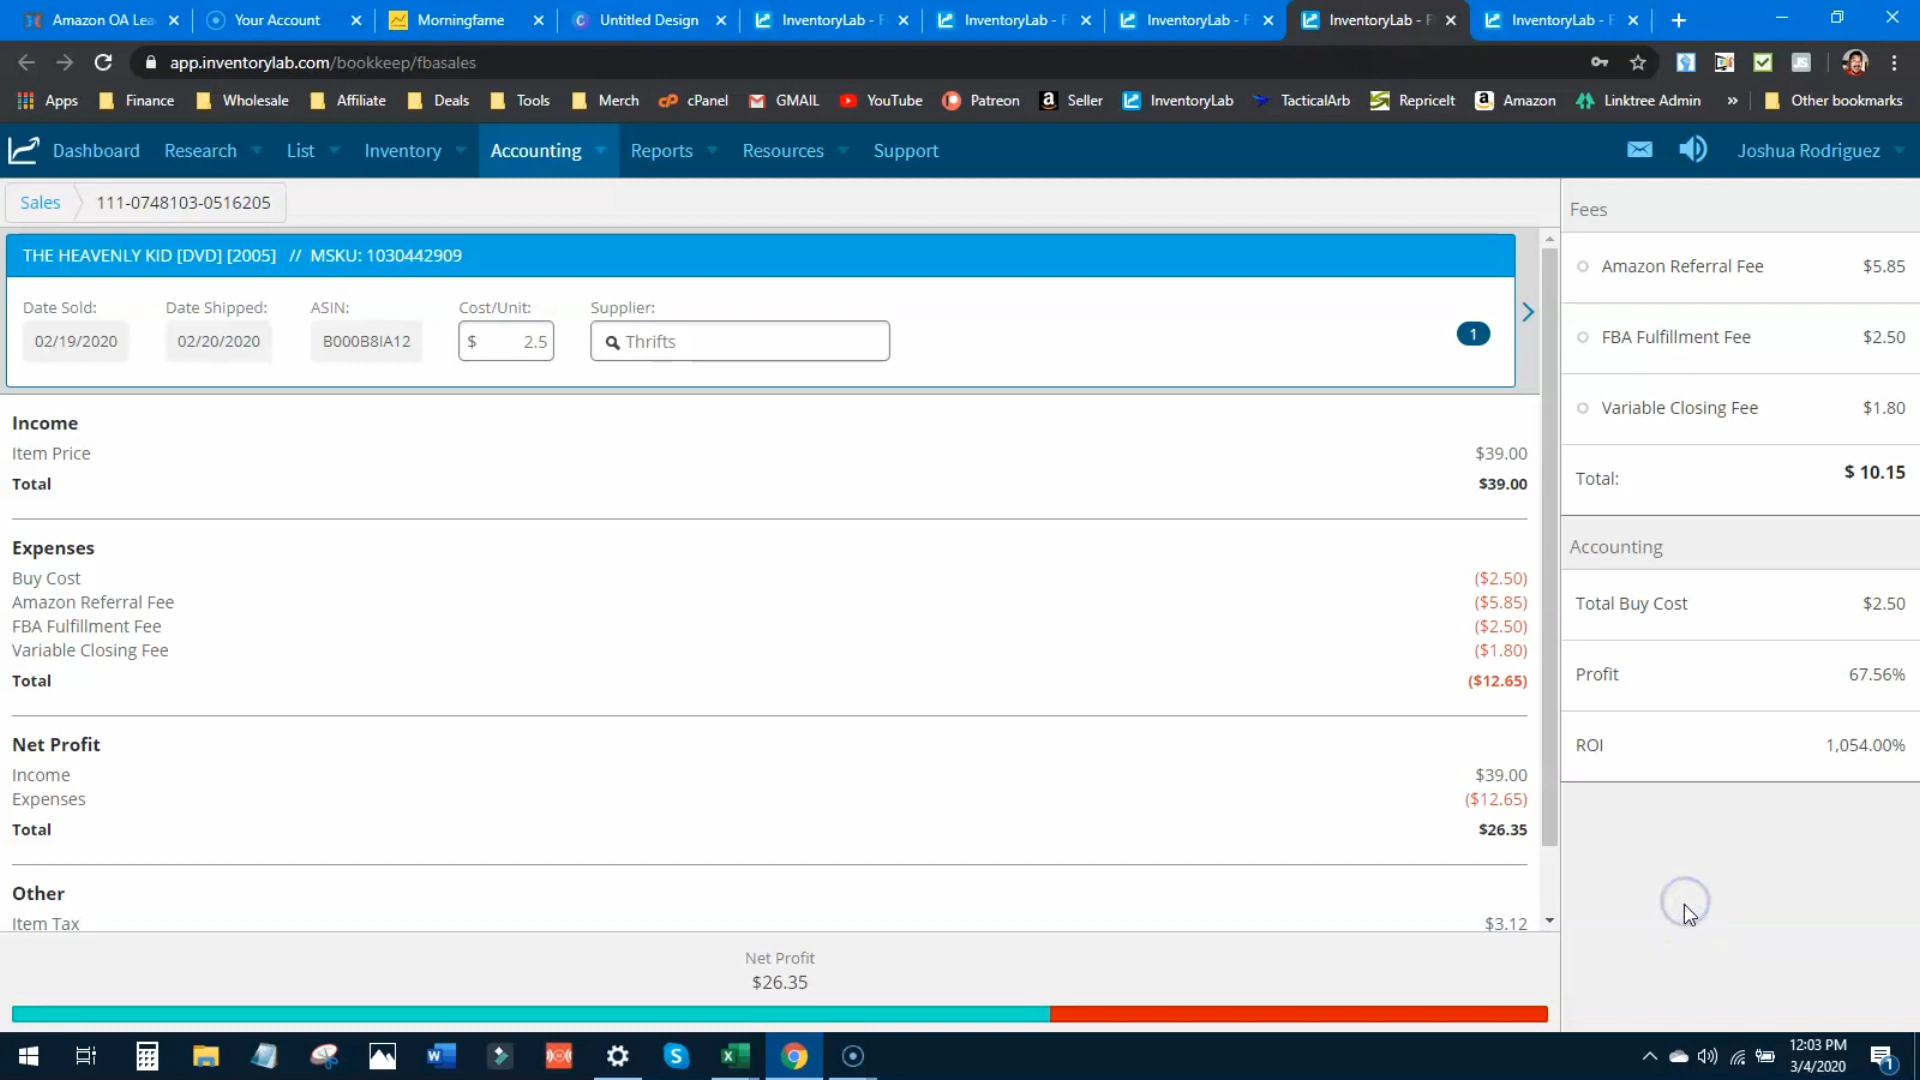 Amazon OA Lea
Your Account
Morningfame
Untitled Design
InventoryLab - F
InventoryLab - F
InventoryLab - F
InventoryLab - F
InventoryLab - F
app.inventorylab.com/bookkeep/fbasales
Apps
Finance
Wholesale
Affiliate
Deals
Tools
Merch
cPanel
GMAIL
YouTube
Patreon
Seller
InventoryLab
TacticalArb
RepriceIt
Amazon
Linktree Admin
»
Other bookmarks
Dashboard
Research
List
Inventory
Accounting
Reports
Resources
Support
Joshua Rodriguez
Sales
111-0748103-0516205
THE HEAVENLY KID [DVD] [2005] // MSKU: 1030442909
Date Sold:
Date Shipped:
ASIN:
Cost/Unit:
Supplier:
02/19/2020
02/20/2020
B000B8IA12
$ 2.5
Thrifts
1
Income
Item Price $39.00
Total $39.00
Expenses
Buy Cost ($2.50)
Amazon Referral Fee ($5.85)
FBA Fulfillment Fee ($2.50)
Variable Closing Fee ($1.80)
Total ($12.65)
Net Profit
Income $39.00
Expenses ($12.65)
Total $26.35
Other
Item Tax $3.12
Net Profit
$26.35
Fees
Amazon Referral Fee $5.85
FBA Fulfillment Fee $2.50
Variable Closing Fee $1.80
Total: $ 10.15
Accounting
Total Buy Cost $2.50
Profit 67.56%
ROI 1,054.00%
12:03 PM
3/4/2020
1